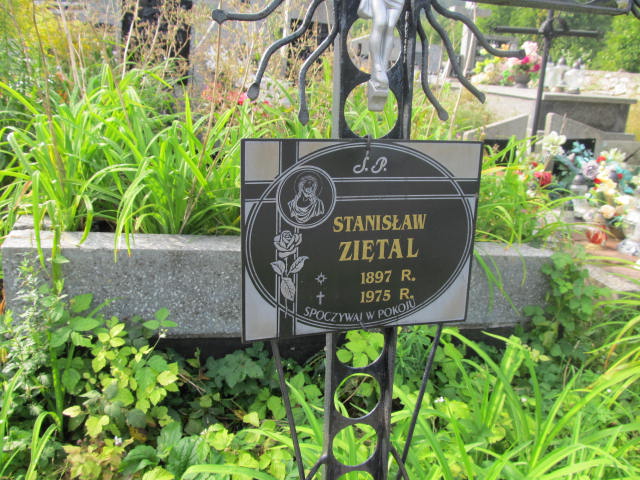 Ś. P.
STANISŁAW
ZIĘTAL
1897 R.
1975 R.
SPOCZYWAJ W POKOJU